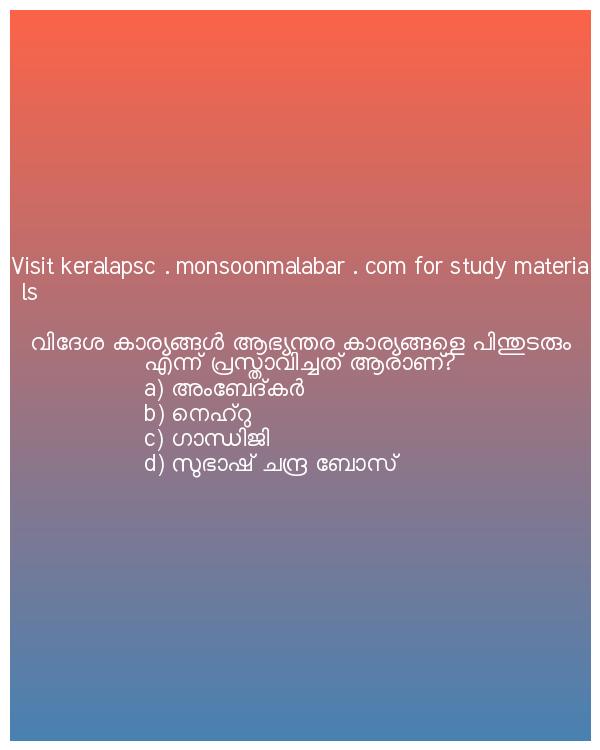 Visit keralapsc . monsoonmalabar . com for study materia
ls
വിദേശ കാര്യങ്ങൾ ആഭ്യന്തര കാര്യങ്ങളെ പിന്തുടരും
എന്ന് പ്രസ്താവിച്ചത് ആരാണ്?
a) അംബേദ്കർ
b) നെഹ്റു
c) ഗാന്ധിജി
d) സുഭാഷ് ചന്ദ്ര ബോസ്